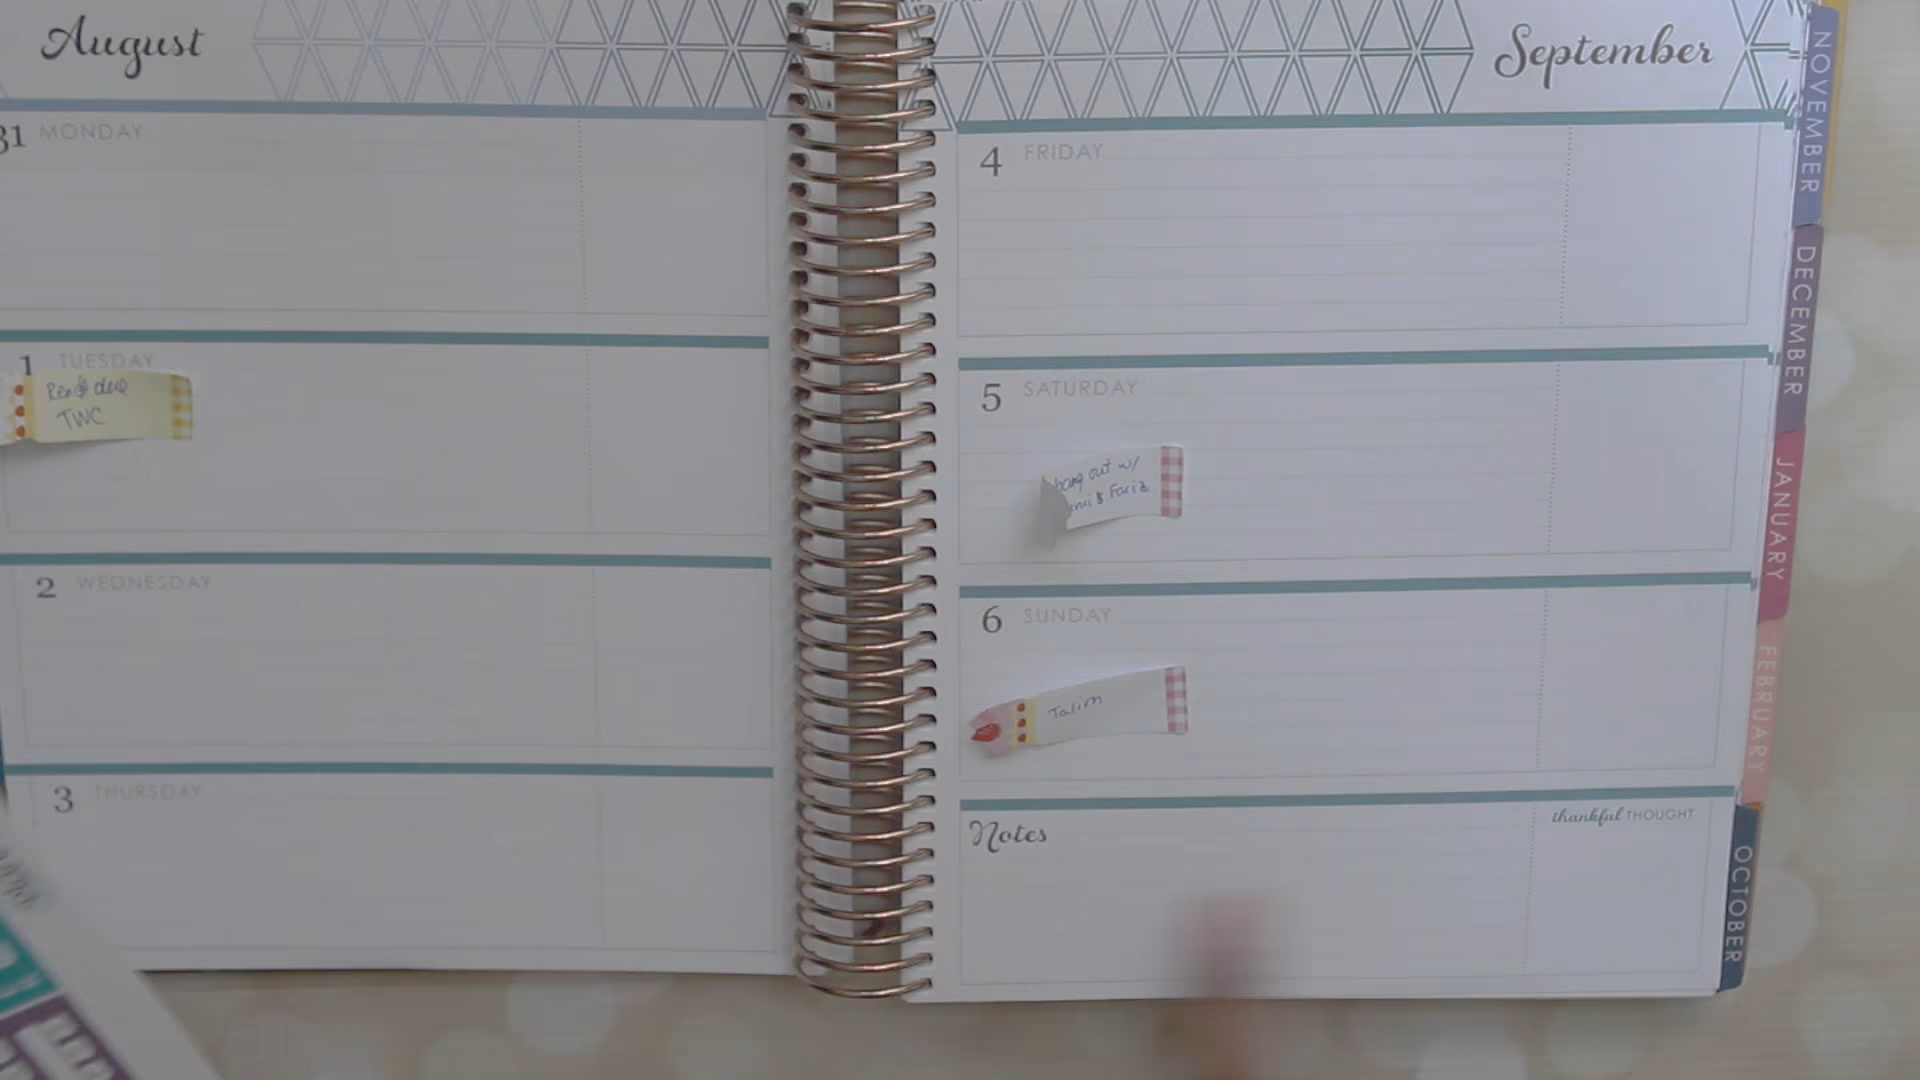 August
31 MONDAY
1 TUESDAY
Rent due
TWC
2 WEDNESDAY
3 THURSDAY
September
4 FRIDAY
5 SATURDAY
hang out w/
& Fariz
6 SUNDAY
Talim
Notes
thankful THOUGHT
NOVEMBER
DECEMBER
JANUARY
FEBRUARY
OCTOBER